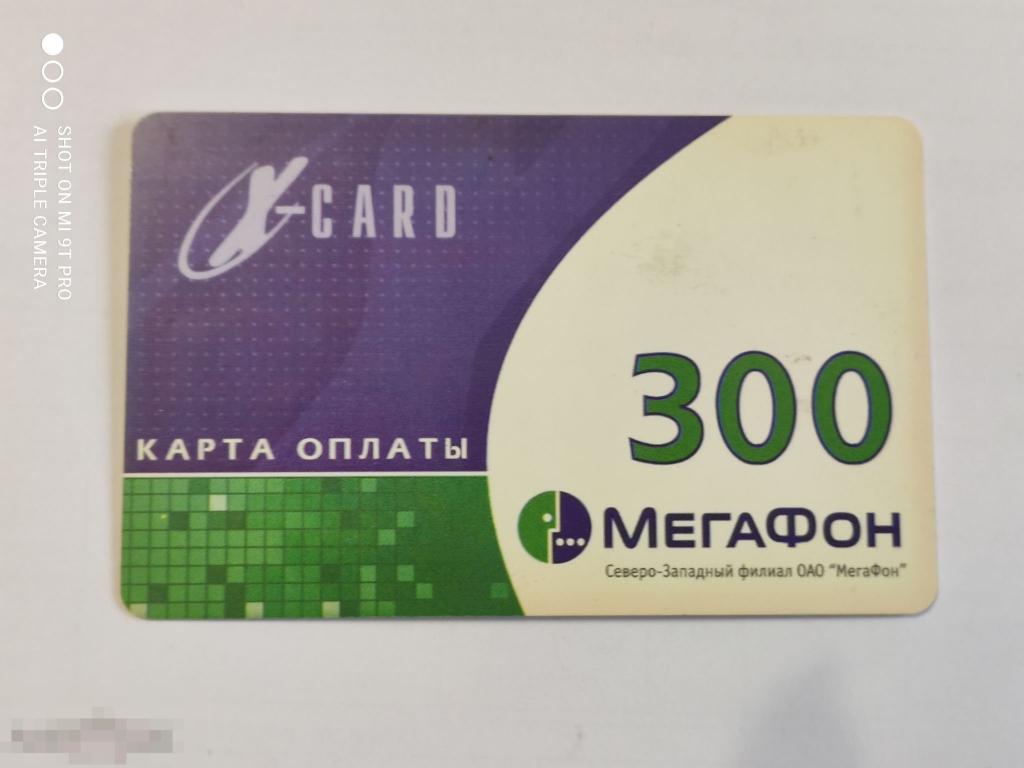 SHOT ON MI 9T PRO
AI TRIPLE CAMERA
X-CARD
300
КАРТА ОПЛАТЫ
МЕГАФОН
Северо-Западный филиал ОАО "МегаФон"